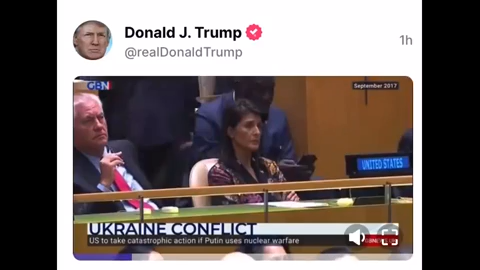 Donald J. Trump
@realDonaldTrump
1h
GBN
September 2017
UNITED STATES
UKRAINE CONFLICT
US to take catastrophic action if Putin uses nuclear warfare
GBN